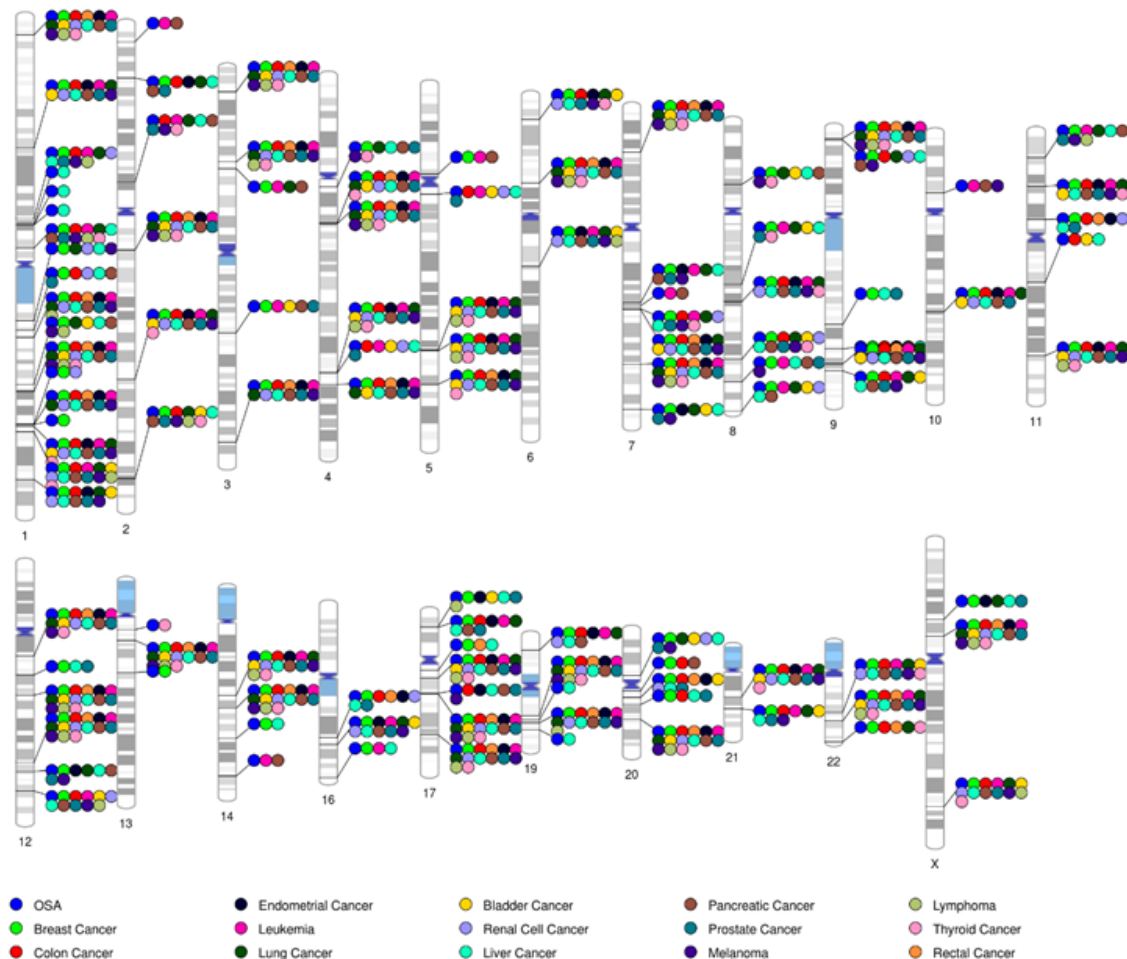 1
2
3
4
5
6
7
8
9
10
11
12
13
14
16
17
19
20
21
22
X
OSA
Endometrial Cancer
Bladder Cancer
Pancreatic Cancer
Lymphoma
Breast Cancer
Leukemia
Renal Cell Cancer
Prostate Cancer
Thyroid Cancer
Colon Cancer
Lung Cancer
Liver Cancer
Melanoma
Rectal Cancer